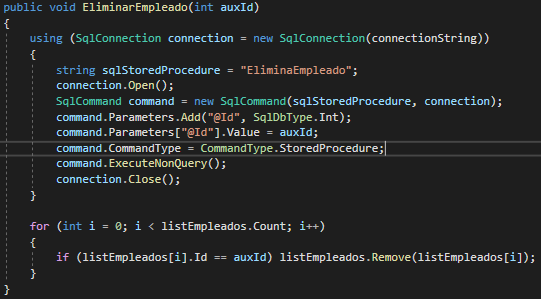 public void EliminarEmpleado(int auxId)
{
using (SqlConnection connection = new SqlConnection(connectionString))
{
string sqlStoredProcedure = "EliminaEmpleado";
connection.Open();
SqlCommand command = new SqlCommand(sqlStoredProcedure, connection);
command.Parameters.Add("@Id", SqlDbType.Int);
command.Parameters["@Id"].Value = auxId;
command.CommandType = CommandType.StoredProcedure;
command.ExecuteNonQuery();
connection.Close();
}
for (int i = 0; i < listEmpleados.Count; i++)
{
if (listEmpleados[i].Id == auxId) listEmpleados.Remove(listEmpleados[i]);
}
}